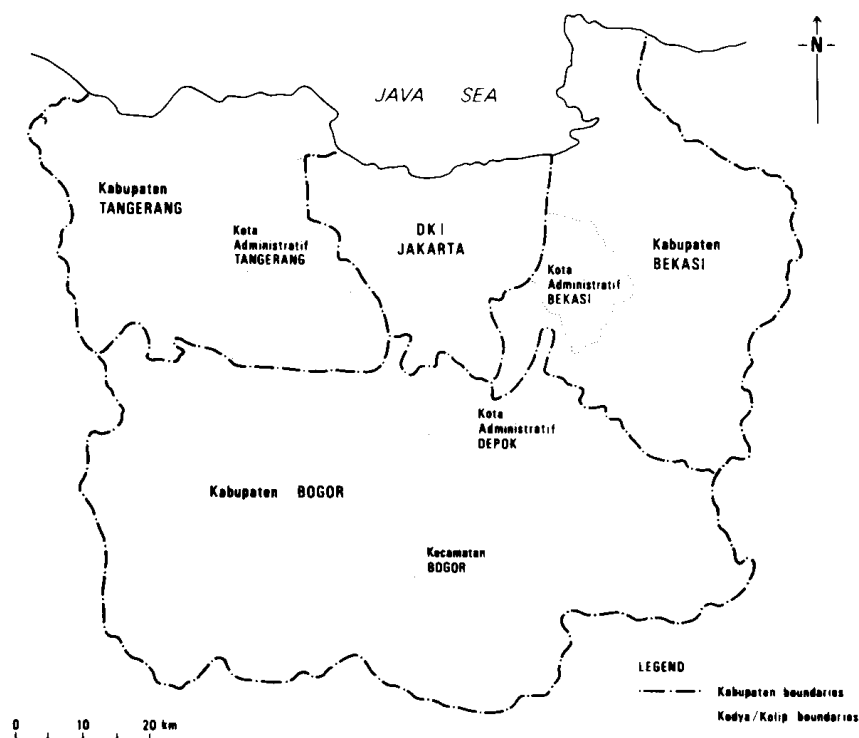 N
JAVA SEA
Kabupaten
TANGERANG
Kota
Administratif
TANGERANG
DKI
JAKARTA
Kota
Administratif
BEKASI
Kabupaten
BEKASI
Kota
Administratif
DEPOK
Kabupaten BOGOR
Kecamatan
BOGOR
LEGEND
Kabupaten boundaries
Kodya/Kotip boundaries
0 10 20 km